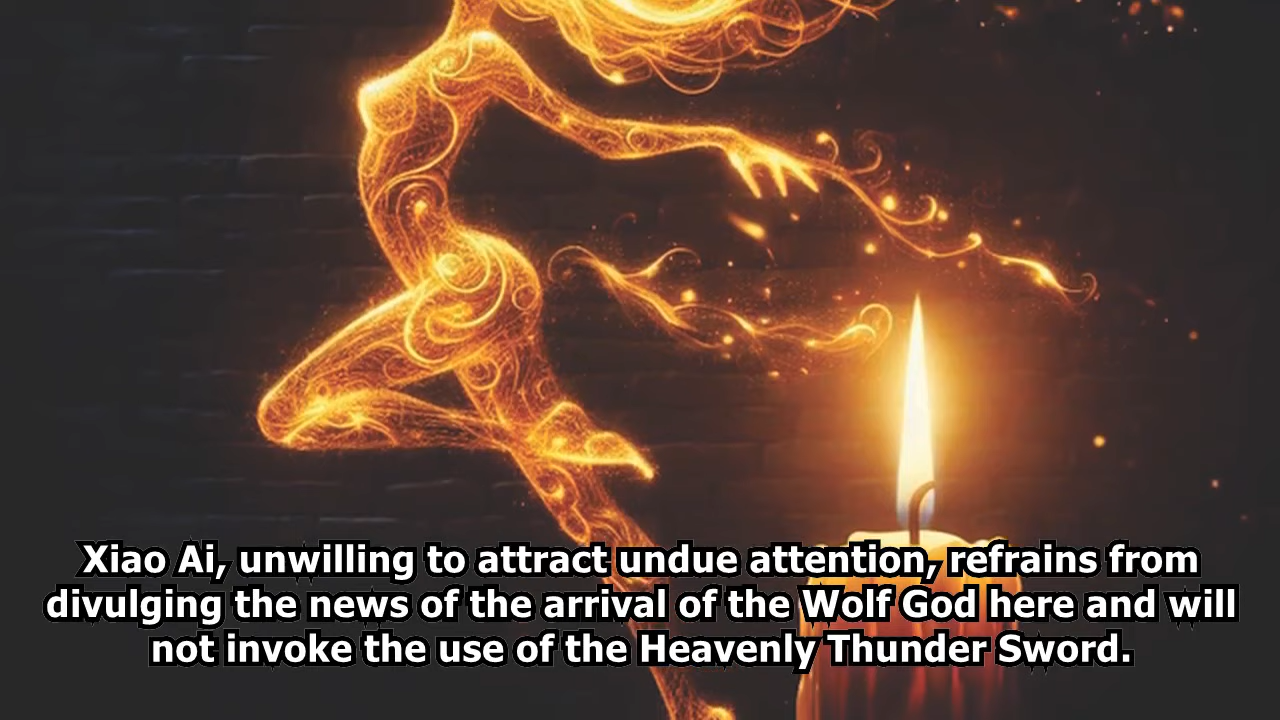 Xiao Ai, unwilling to attract undue attention, refrains from
divulging the news of the arrival of the Wolf God here and will
not invoke the use of the Heavenly Thunder Sword.